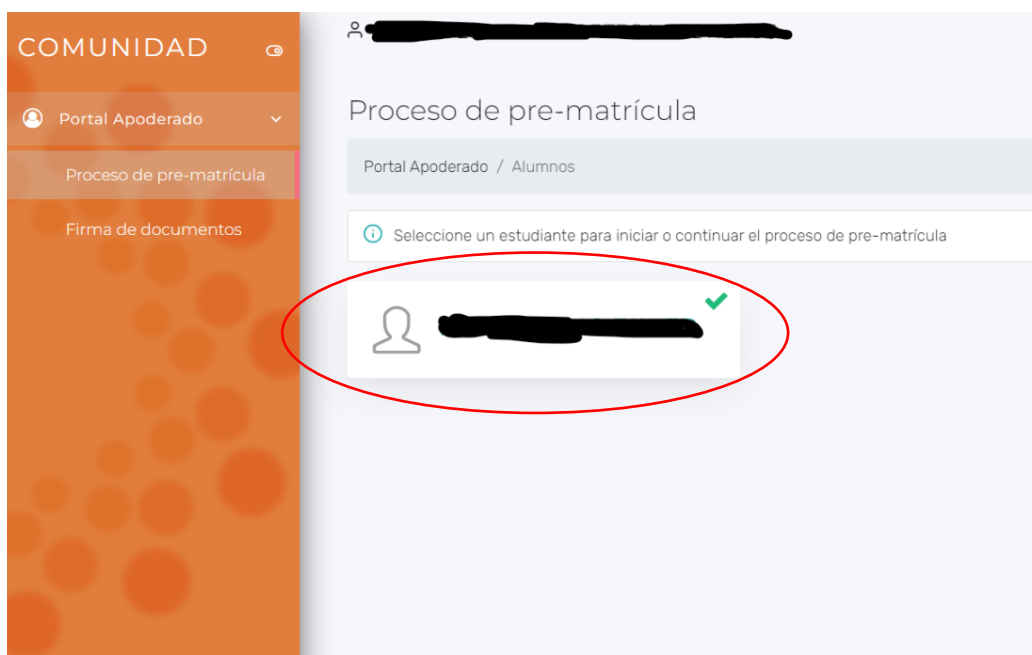 COMUNIDAD
Portal Apoderado
Proceso de pre-matrícula
Firma de documentos
Proceso de pre-matrícula
Portal Apoderado / Alumnos
Seleccione un estudiante para iniciar o continuar el proceso de pre-matrícula